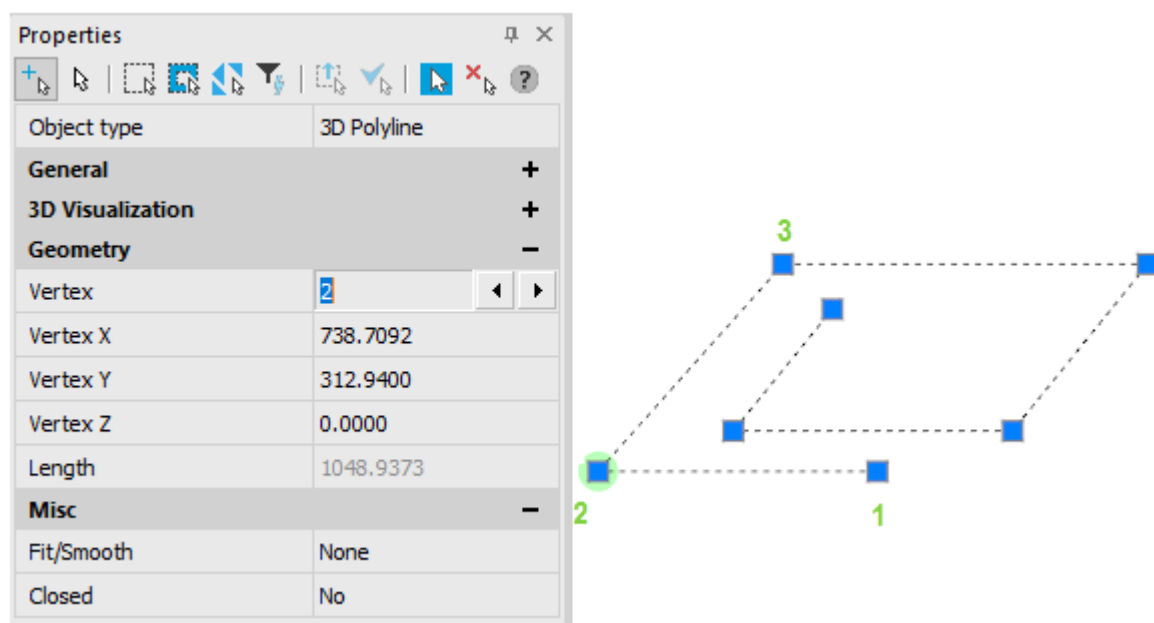 Properties
?
Object type 3D Polyline
General +
3D Visualization +
Geometry −
Vertex 2
Vertex X 738.7092
Vertex Y 312.9400
Vertex Z 0.0000
Length 1048.9373
Misc −
Fit/Smooth None
Closed No
3
2
1